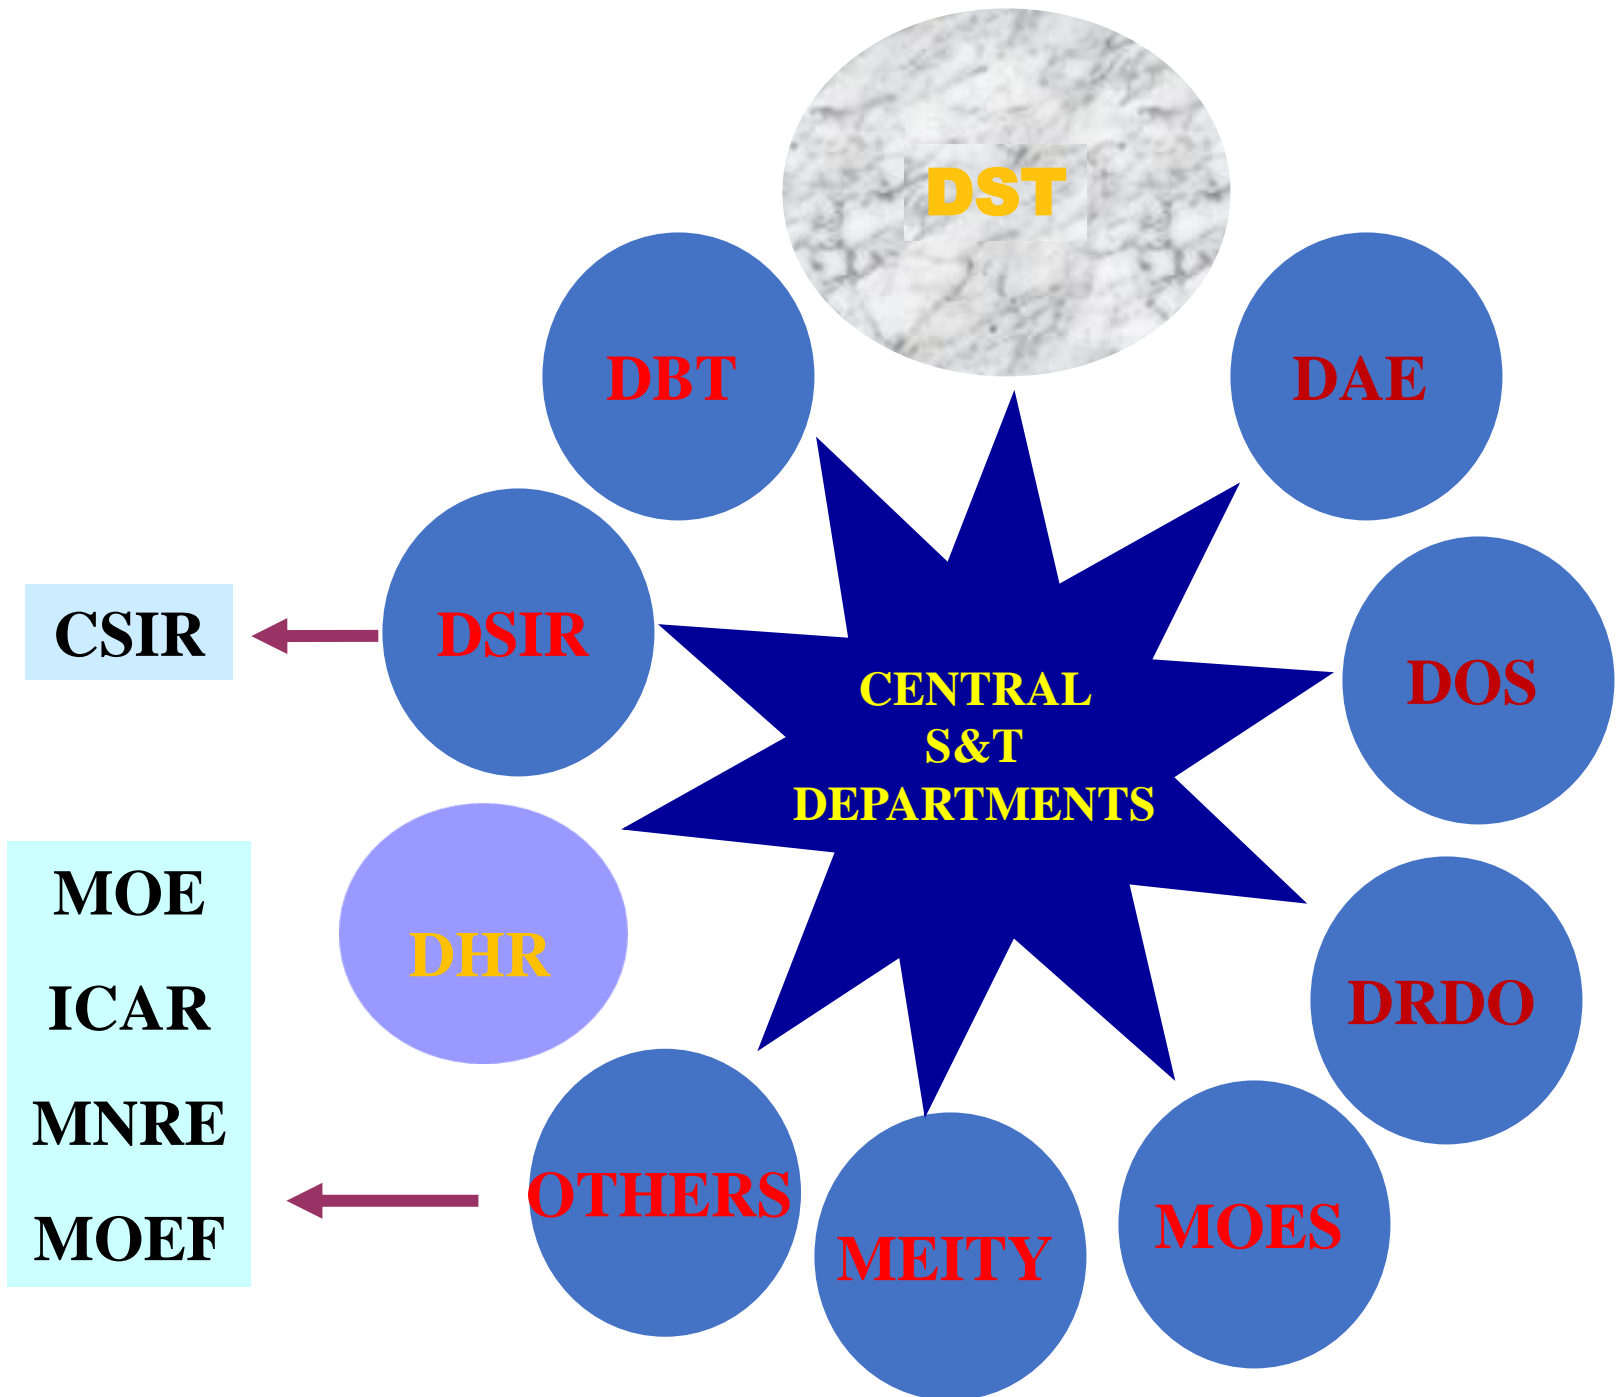 DST
DBT
DAE
CSIR
DSIR
DOS
CENTRAL
S&T
DEPARTMENTS
MOE
ICAR
MNRE
MOEF
DHR
DRDO
OTHERS
MEITY
MOES